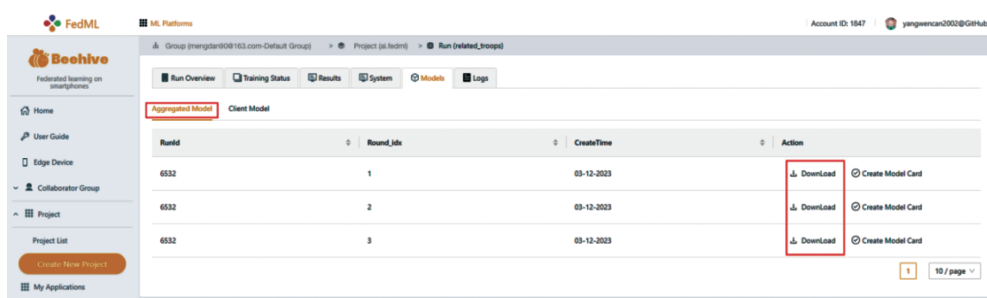 FedML
ML Platforms
Account ID: 1847
yangwencan2002@GitHub
Group (mengdan90@163.com-Default Group) > Project (ai.fedml) > Run (related_troops)
Beehive
Federated learning on
smartphones
Run Overview
Training Status
Results
System
Models
Logs
Home
User Guide
Edge Device
Collaborator Group
Project
Project List
Create New Project
My Applications
Aggregated Model
Client Model
RunId
Round_idx
CreateTime
Action
6532
1
03-12-2023
DownLoad
Create Model Card
6532
2
03-12-2023
DownLoad
Create Model Card
6532
3
03-12-2023
DownLoad
Create Model Card
1
10 / page